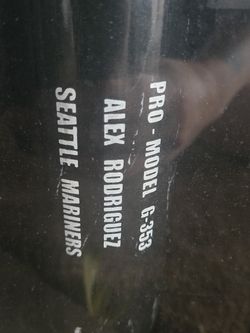 PRO - MODEL G-353
ALEX RODRIGUEZ
SEATTLE MARINERS